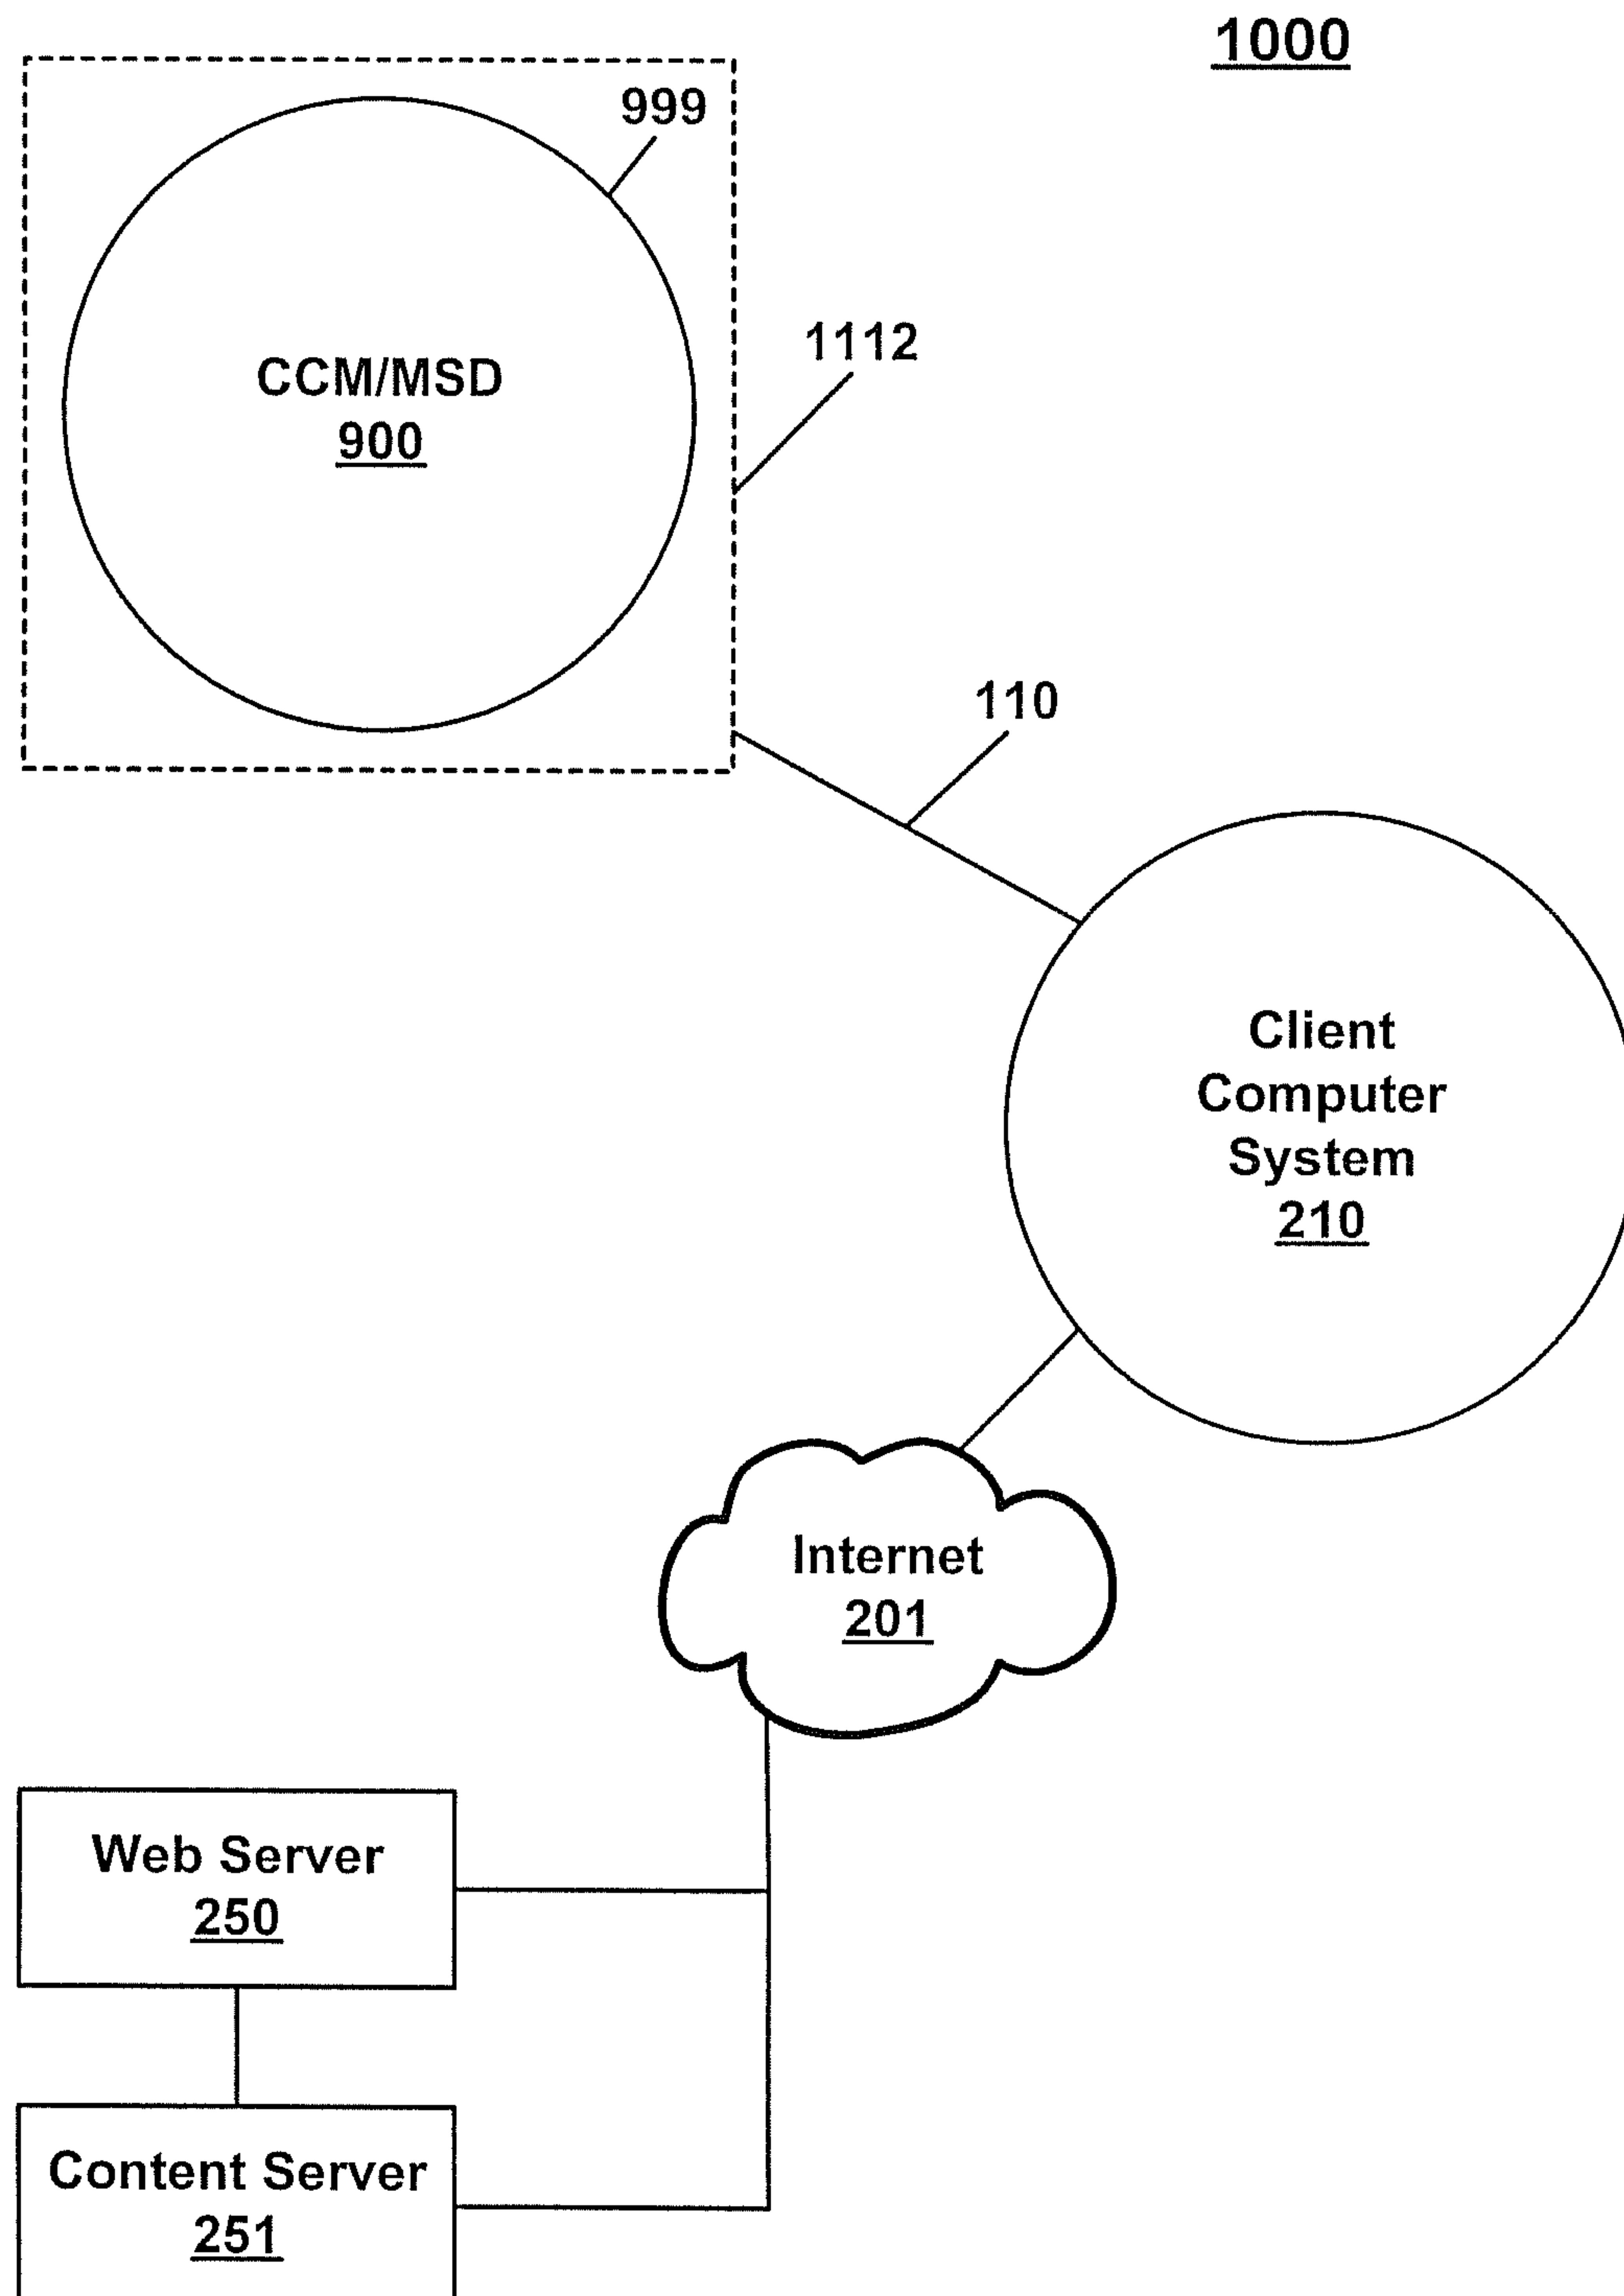 1000
999
CCM/MSD
900
1112
110
Client
Computer
System
210
Internet
201
Web Server
250
Content Server
251